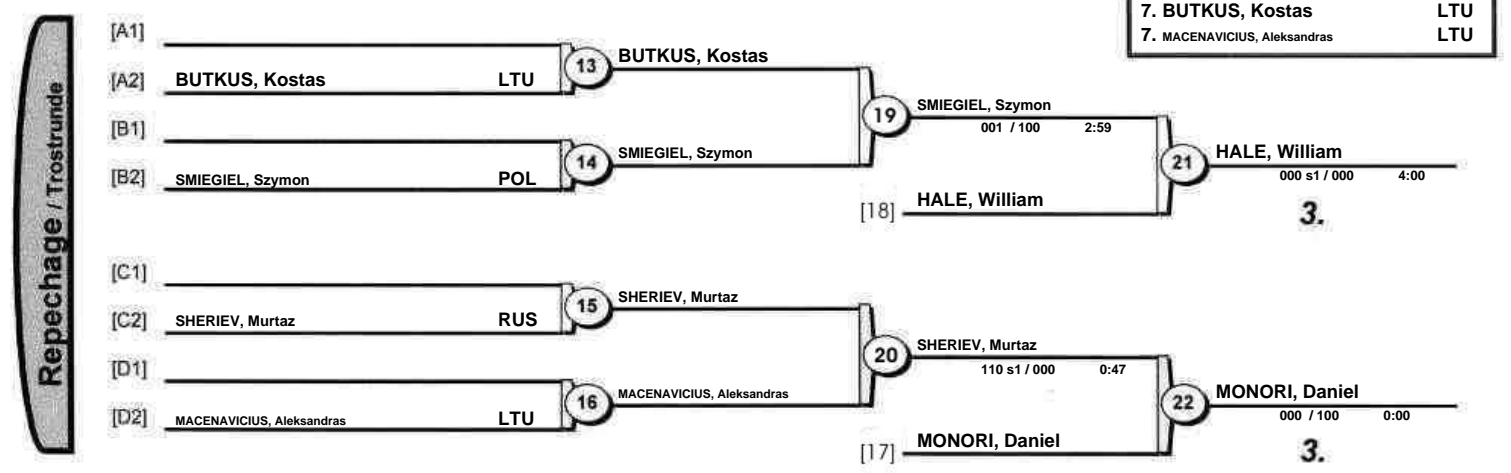 7. BUTKUS, Kostas LTU
7. MACENAVICIUS, Aleksandras LTU
Repechage / Trostrunde
[A1]
BUTKUS, Kostas
13
[A2] BUTKUS, Kostas LTU
SMIEGIEL, Szymon
19
001 / 100 2:59
[B1]
HALE, William
14 SMIEGIEL, Szymon
21
[B2] SMIEGIEL, Szymon POL
000 s1 / 000 4:00
[18] HALE, William
3.
[C1]
15 SHERIEV, Murtaz
[C2] SHERIEV, Murtaz RUS
SHERIEV, Murtaz
20
110 s1 / 000 0:47
[D1]
MACENAVICIUS, Aleksandras
16
MONORI, Daniel
22
[D2] MACENAVICIUS, Aleksandras LTU
000 / 100 0:00
[17] MONORI, Daniel
3.